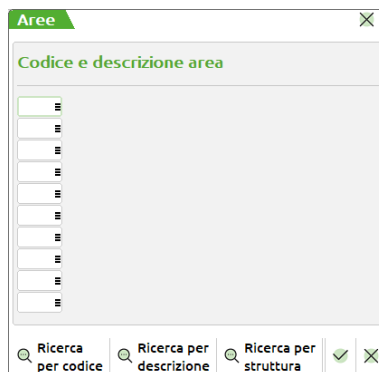 Aree
Codice e descrizione area
Ricerca
per codice
Ricerca per
descrizione
Ricerca per
struttura